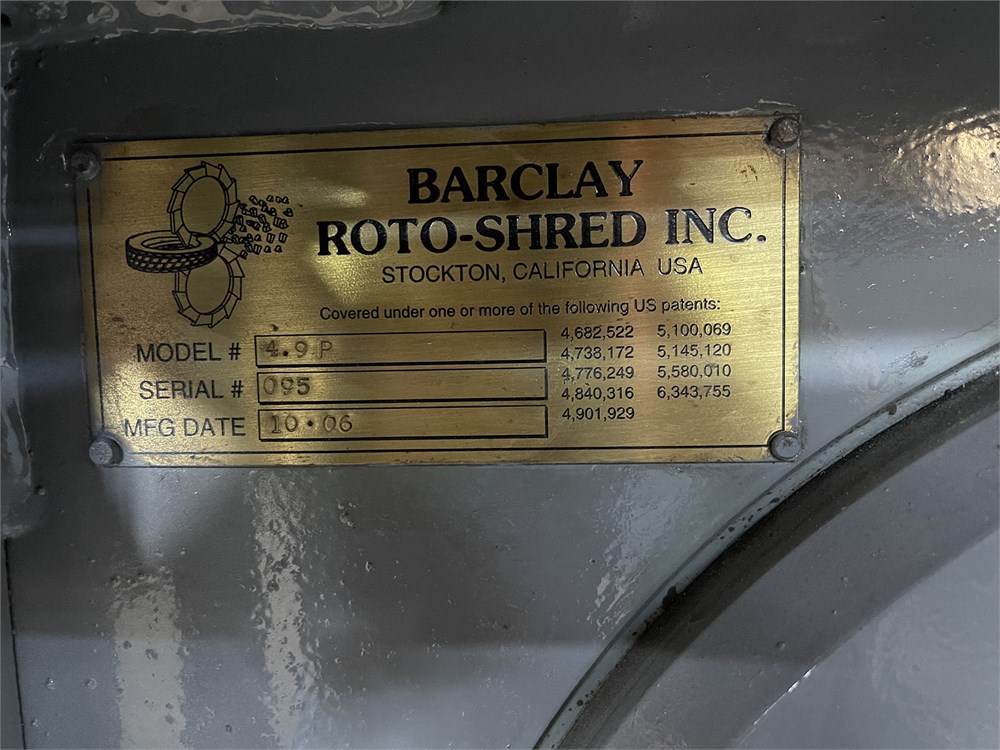 BARCLAY
ROTO-SHRED INC.
STOCKTON, CALIFORNIA USA
Covered under one or more of the following US patents:
4,682,522 5,100,069
4,738,172 5,145,120
4,776,249 5,580,010
4,840,316 6,343,755
4,901,929
MODEL # 4.9P
SERIAL # 095
MFG DATE 10·06